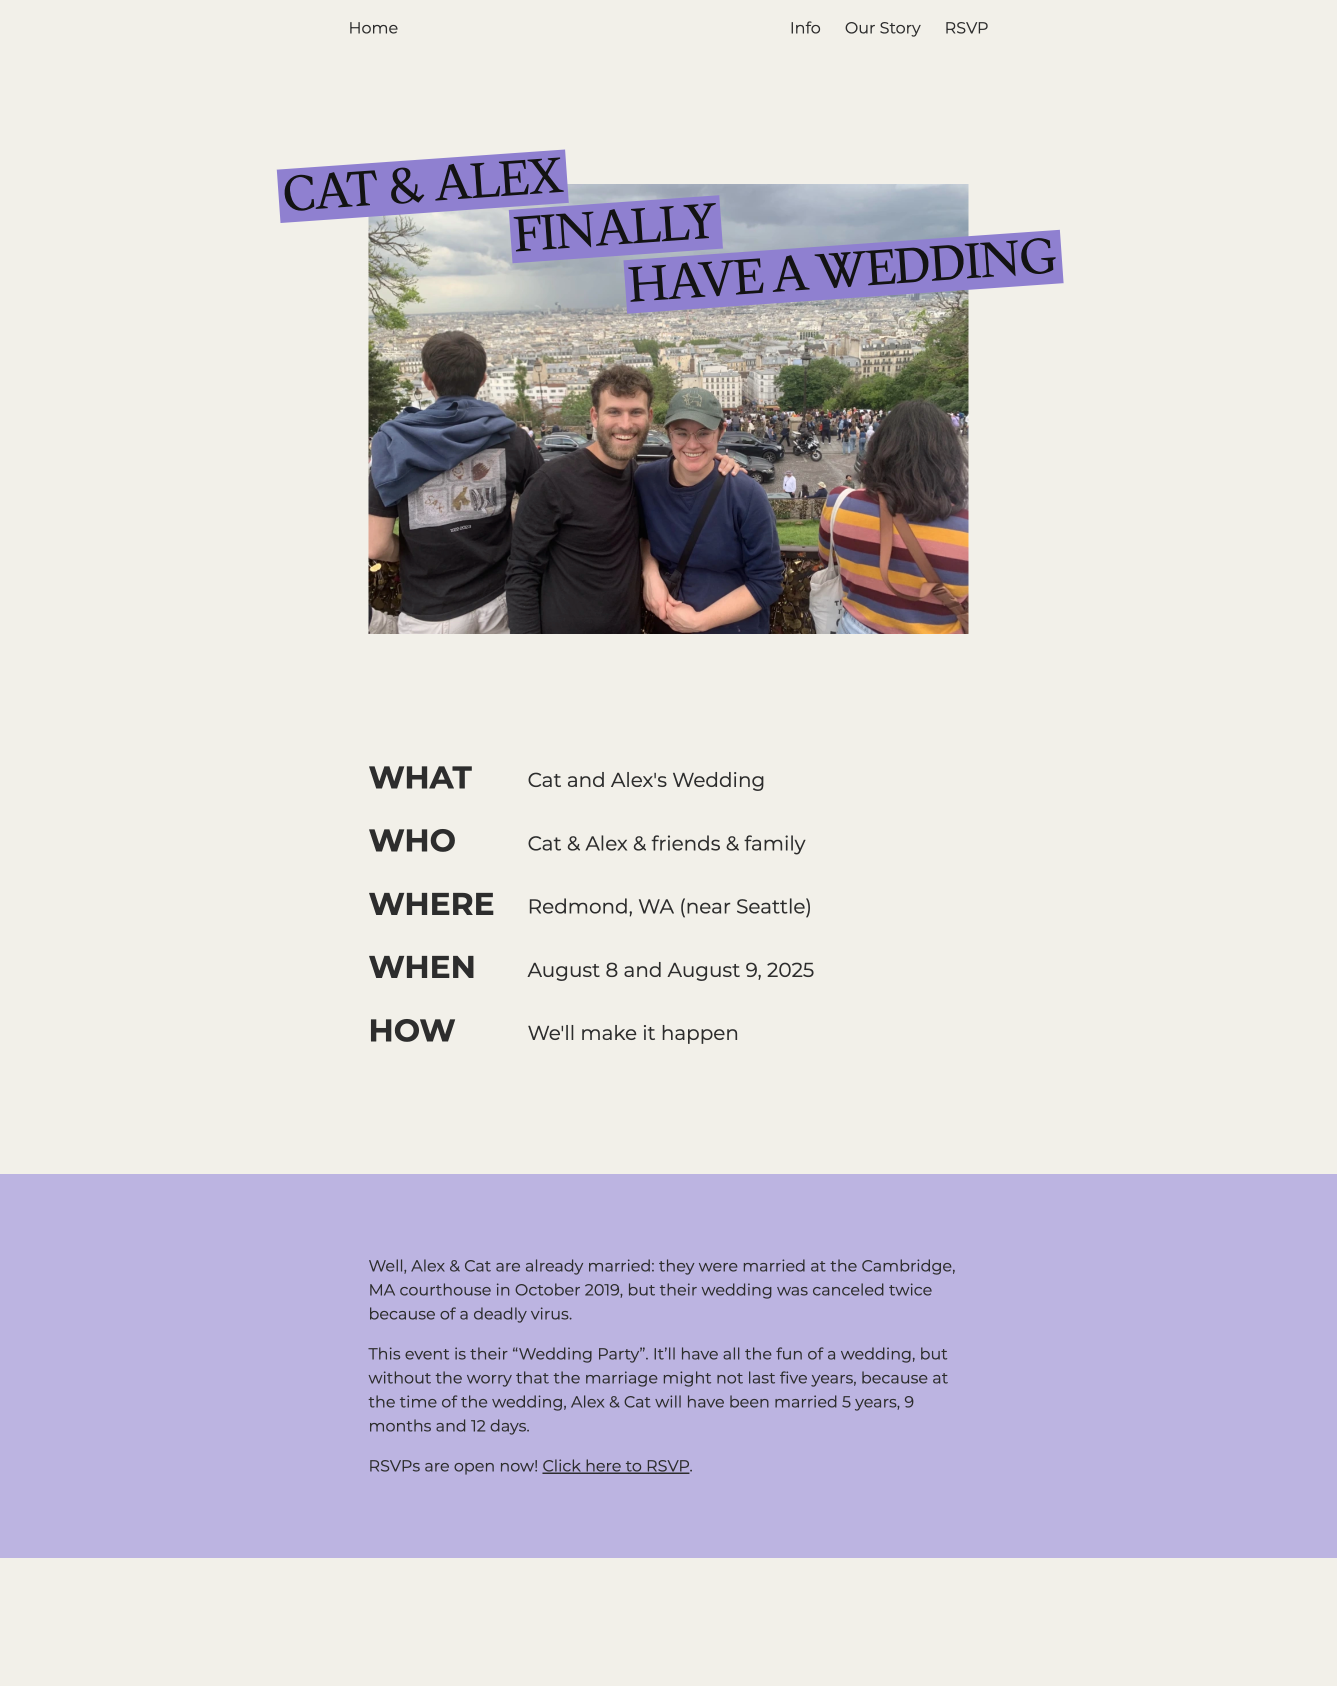 Home Info Our Story RSVP
CAT & ALEX
FINALLY
HAVE A WEDDING
WHAT Cat and Alex's Wedding
WHO Cat & Alex & friends & family
WHERE Redmond, WA (near Seattle)
WHEN August 8 and August 9, 2025
HOW We'll make it happen
Well, Alex & Cat are already married: they were married at the Cambridge,
MA courthouse in October 2019, but their wedding was canceled twice
because of a deadly virus.
This event is their “Wedding Party”. It’ll have all the fun of a wedding, but
without the worry that the marriage might not last five years, because at
the time of the wedding, Alex & Cat will have been married 5 years, 9
months and 12 days.
RSVPs are open now! Click here to RSVP.